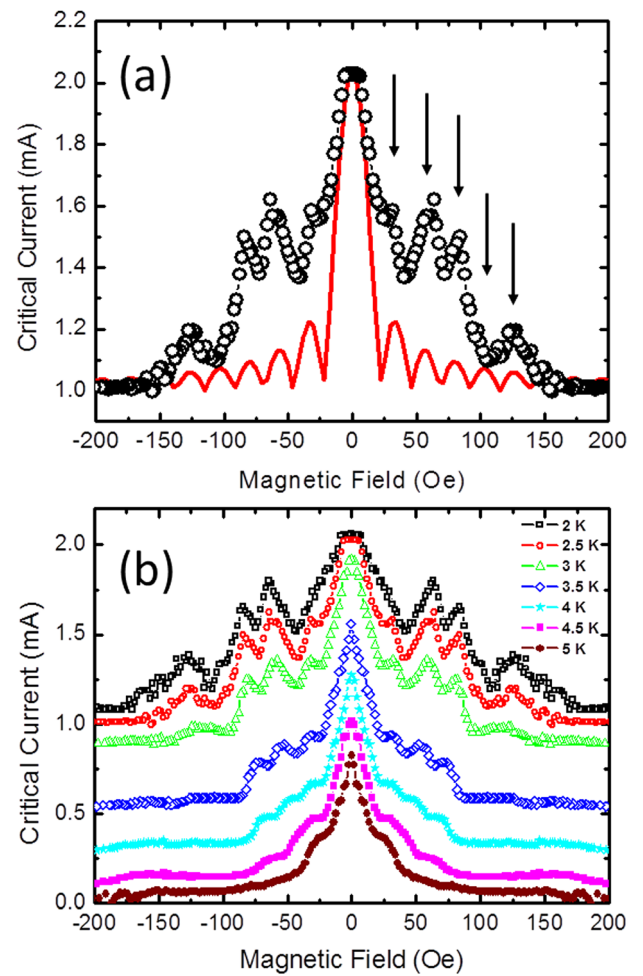 (a)
2.2
2.0
1.8
1.6
1.4
1.2
1.0
Critical Current (mA)
-200 -150 -100 -50 0 50 100 150 200
Magnetic Field (Oe)
(b)
2 K
2.5 K
3 K
3.5 K
4 K
4.5 K
5 K
2.0
1.5
1.0
0.5
0.0
Critical Current (mA)
-200 -150 -100 -50 0 50 100 150 200
Magnetic Field (Oe)